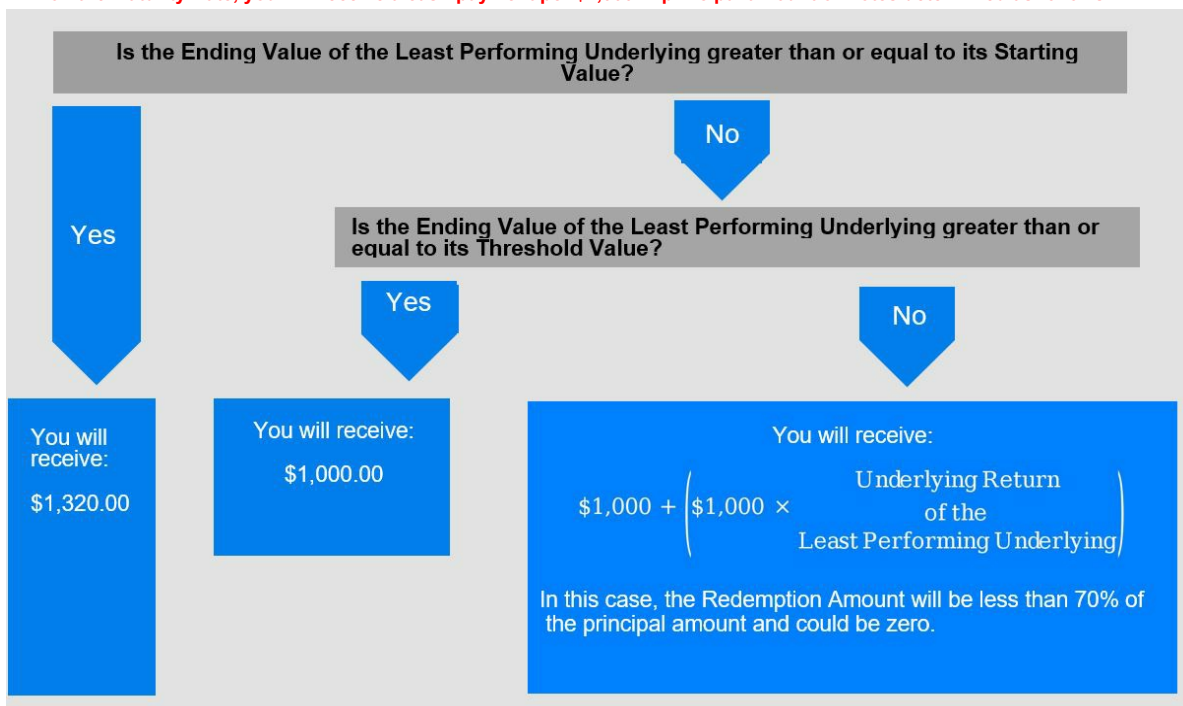 Is the Ending Value of the Least Performing Underlying greater than or equal to its Starting
Value?
Yes
No
Is the Ending Value of the Least Performing Underlying greater than or
equal to its Threshold Value?
Yes
No
You will
receive:
$1,320.00
You will receive:
$1,000.00
You will receive:
$1,000 + ($1,000 × Underlying Return
of the
Least Performing Underlying)
In this case, the Redemption Amount will be less than 70% of
the principal amount and could be zero.